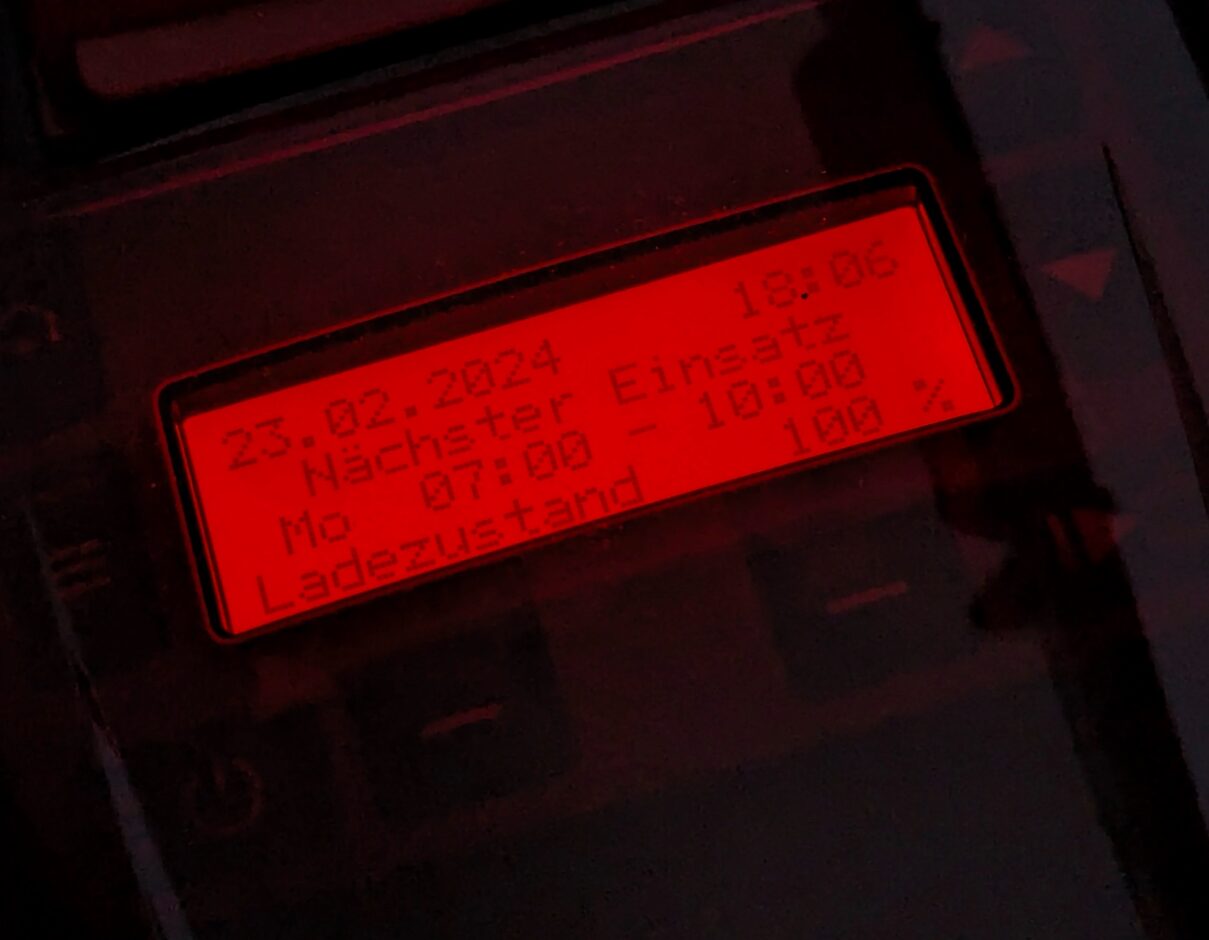 23.02.2024 18:06
Nächster Einsatz
Mo 07:00 - 10:00
Ladezustand 100 %